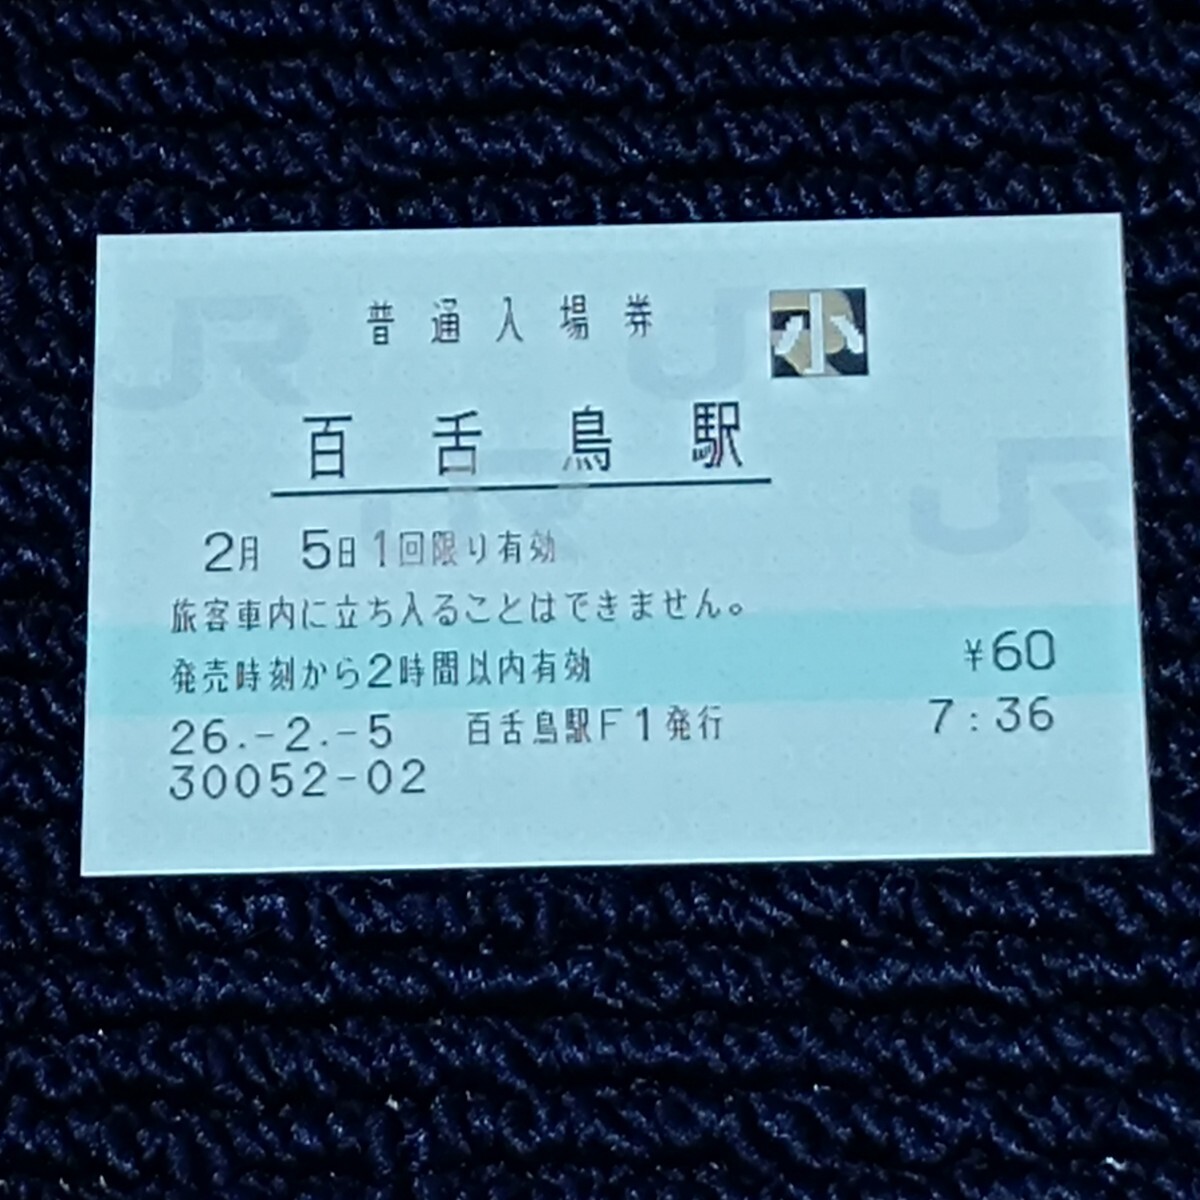 普通入場券 小
百舌鳥駅
2月 5日1回限り有効
旅客車内に立ち入ることはできません。
発売時刻から2時間以内有効 ¥60
26.-2.-5 百舌鳥駅F1発行 7:36
30052-02